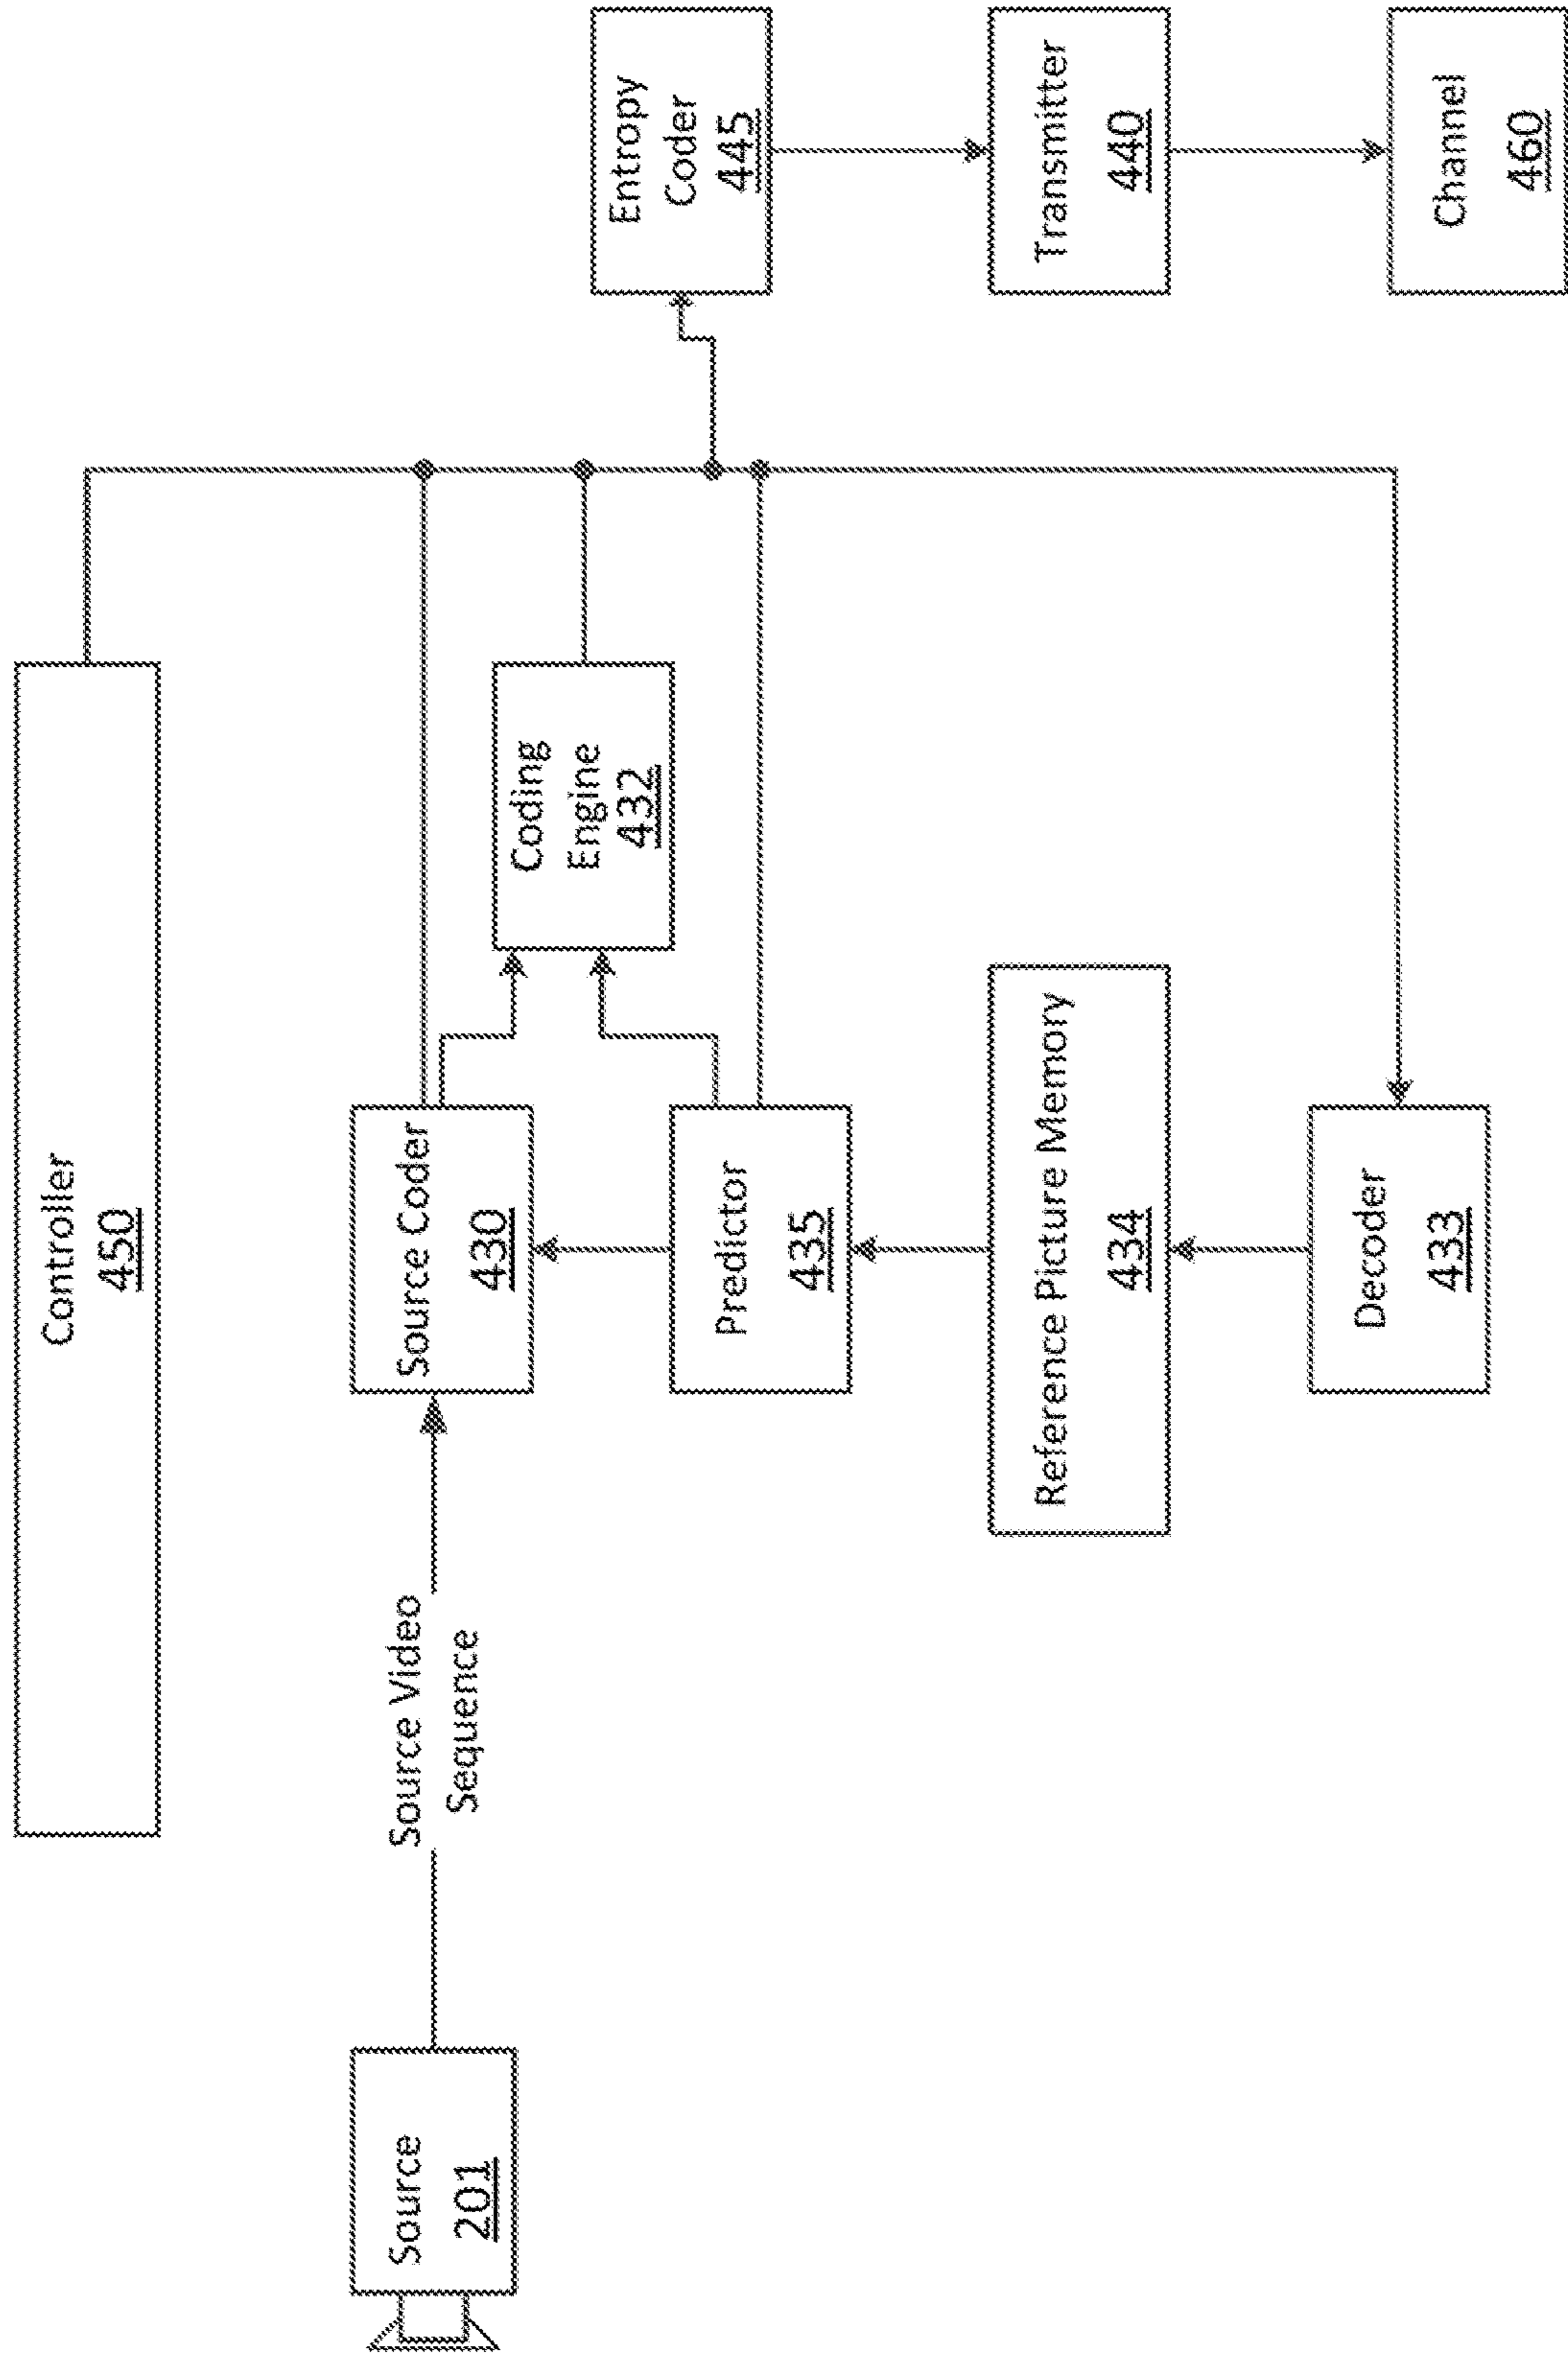 Controller
450
Source
201
Source Video
Sequence
Source Coder
430
Coding
Engine
432
Predictor
435
Reference Picture Memory
434
Decoder
433
Entropy
Coder
445
Transmitter
440
Channel
460